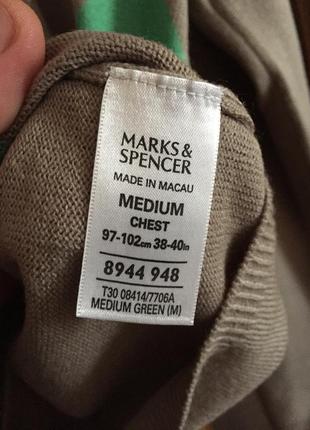 MARKS &
SPENCER
MADE IN MACAU
MEDIUM
CHEST
97-102cm 38-40in
8944 948
T30 08414/7706A
MEDIUM GREEN (M)